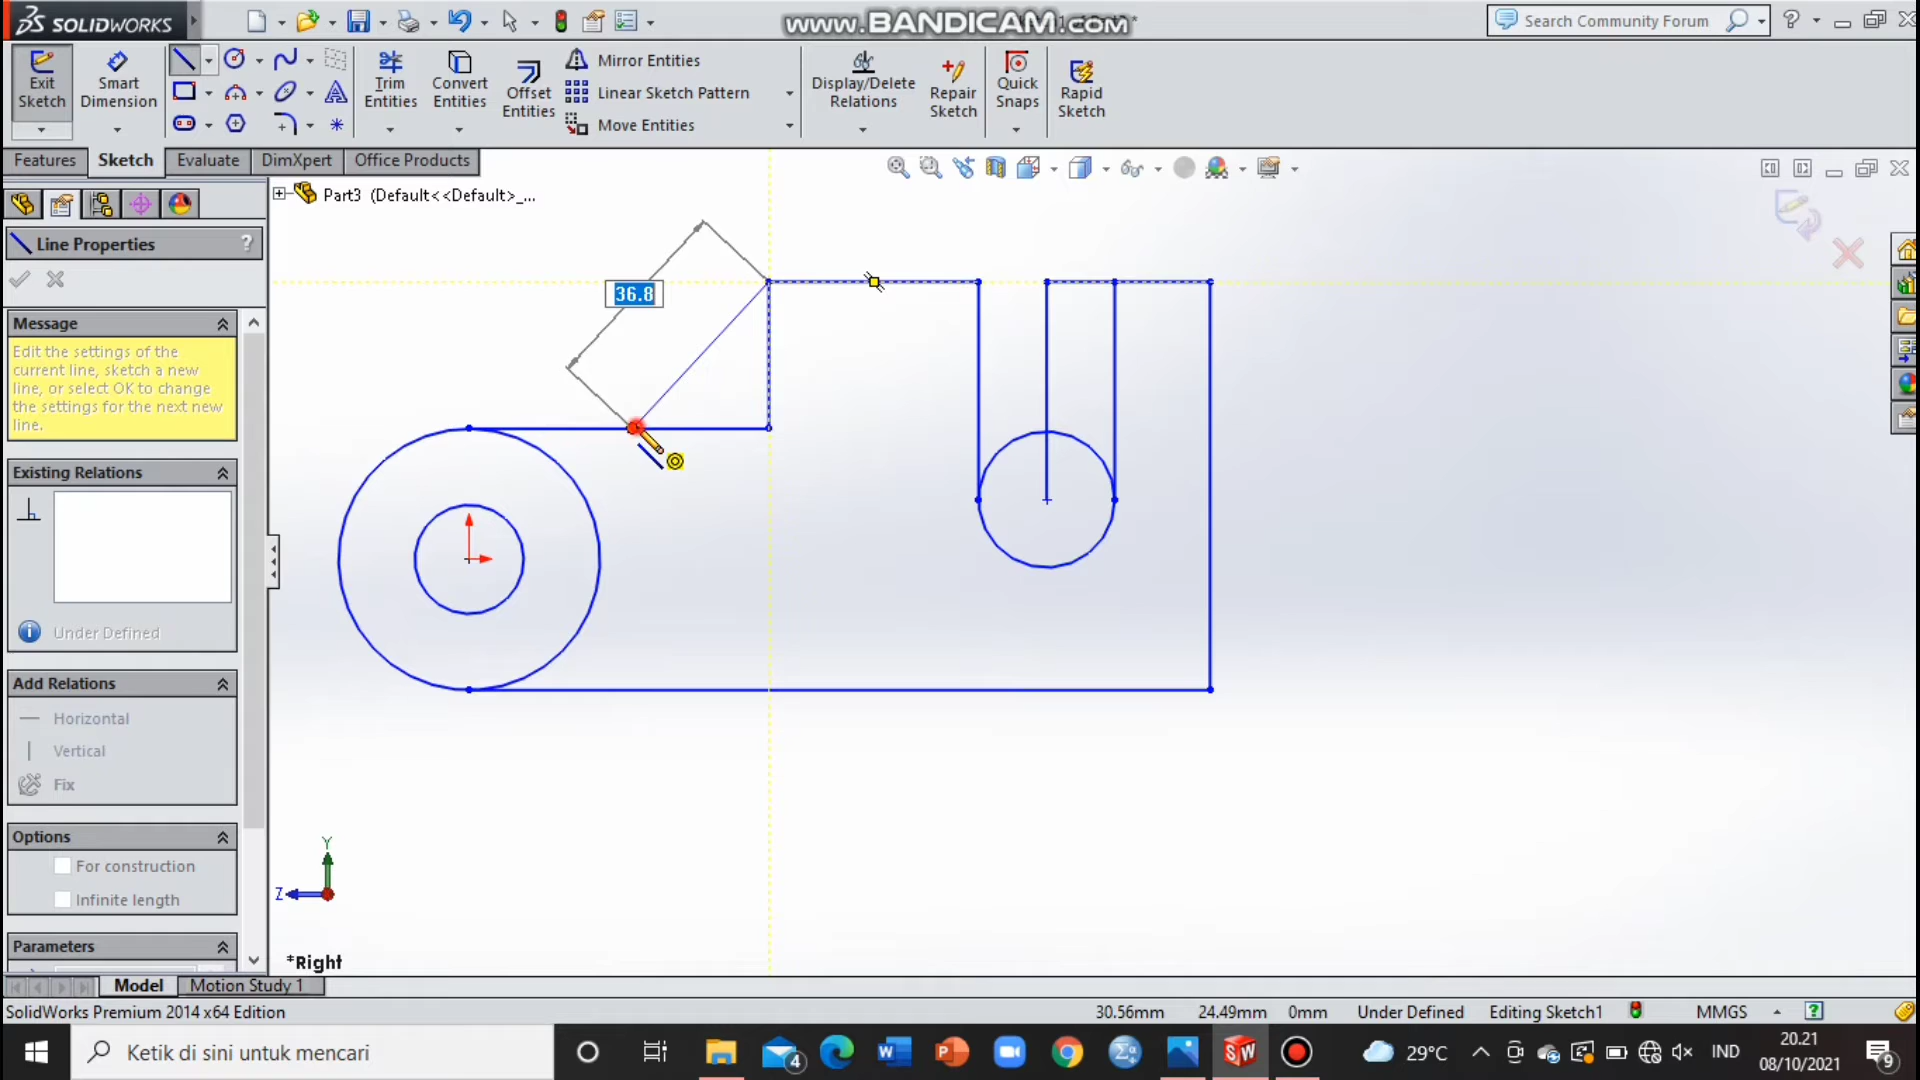 SOLIDWORKS
www.BANDICAM.com
Search Community Forum
Exit Sketch
Smart Dimension
Trim Entities
Convert Entities
Offset Entities
Mirror Entities
Linear Sketch Pattern
Move Entities
Display/Delete Relations
Repair Sketch
Quick Snaps
Rapid Sketch
Features
Sketch
Evaluate
DimXpert
Office Products
Part3 (Default<<Default>_...
Line Properties
?
Message
Edit the settings of the
current line, sketch a new
line, or select OK to change
the settings for the next new
line.
Existing Relations
Under Defined
Add Relations
Horizontal
Vertical
Fix
Options
For construction
Infinite length
Parameters
36.8
Y
Z
*Right
Model
Motion Study 1
SolidWorks Premium 2014 x64 Edition
30.56mm
24.49mm
0mm
Under Defined
Editing Sketch1
MMGS
Ketik di sini untuk mencari
4
29°C
IND
20.21
08/10/2021
9